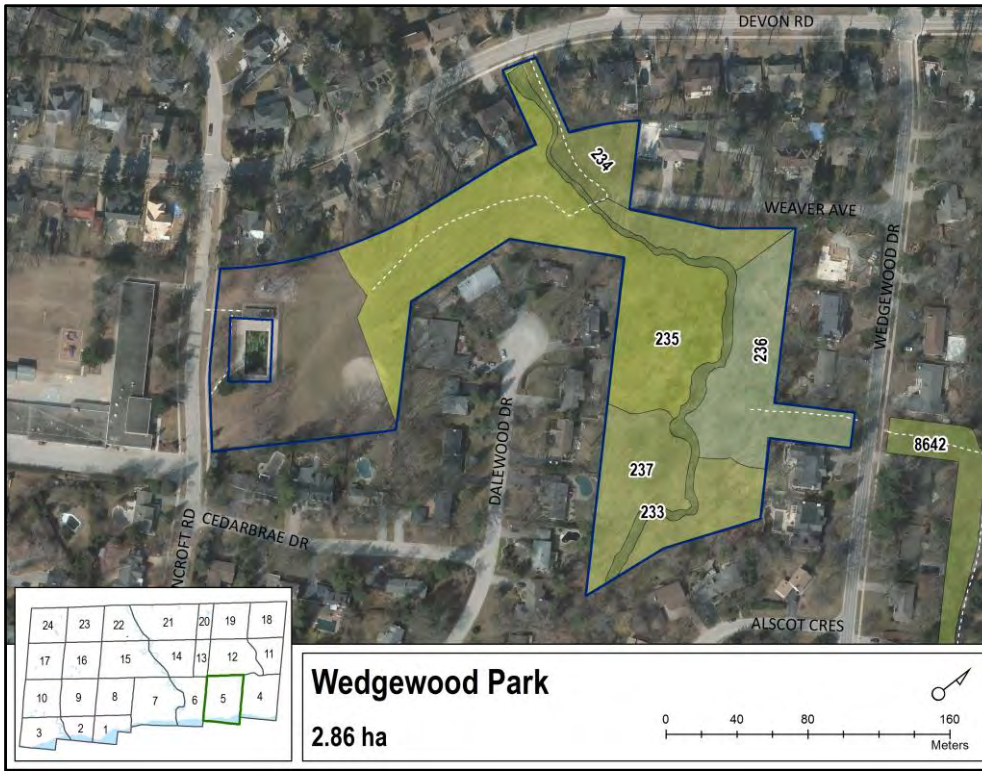 DEVON RD
234
WEAVER AVE
WEDGEWOOD DR
235
236
8642
DALEWOOD DR
237
233
NCROFT RD
CEDARBRAE DR
ALSCOT CRES
24 23 22 21 20 19 18
17 16 15 14 13 12 11
10 9 8 7 6 5 4
3 2 1
Wedgewood Park
2.86 ha
0 40 80 160
Meters